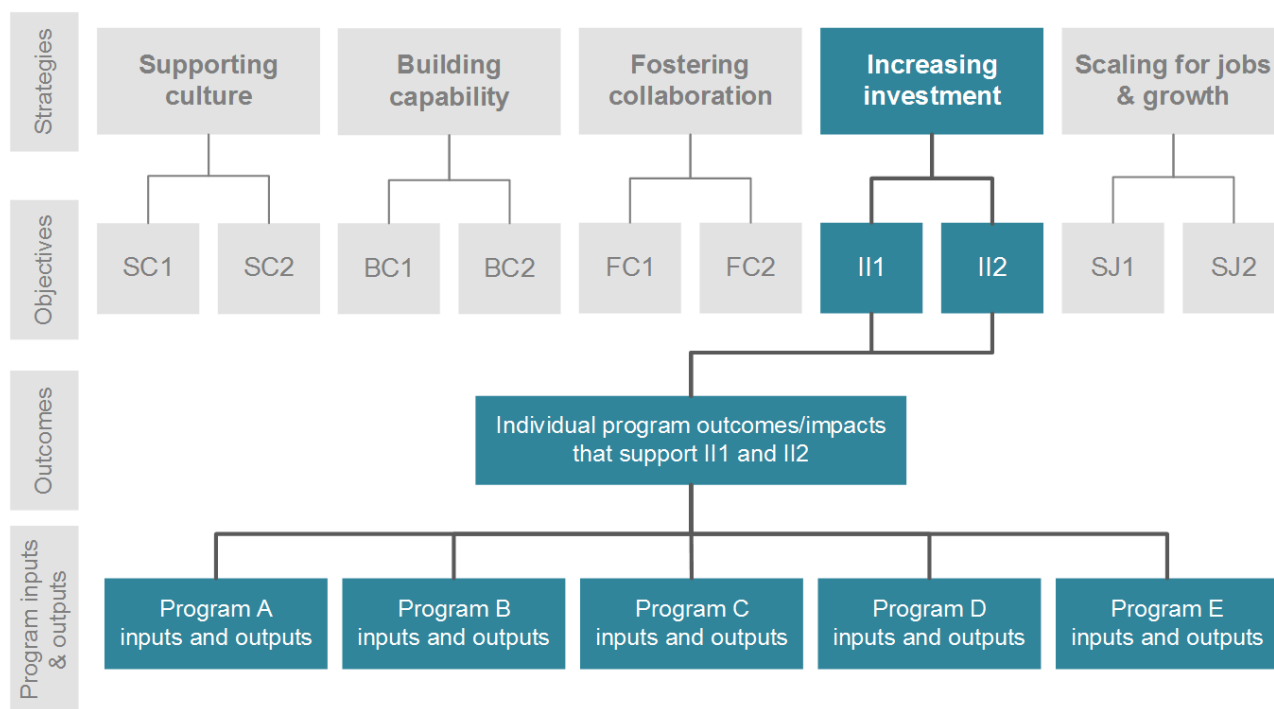 Strategies
Supporting
culture
Building
capability
Fostering
collaboration
Increasing
investment
Scaling for jobs
& growth
Objectives
SC1
SC2
BC1
BC2
FC1
FC2
II1
II2
SJ1
SJ2
Outcomes
Individual program outcomes/impacts
that support II1 and II2
Program inputs
& outputs
Program A
inputs and outputs
Program B
inputs and outputs
Program C
inputs and outputs
Program D
inputs and outputs
Program E
inputs and outputs